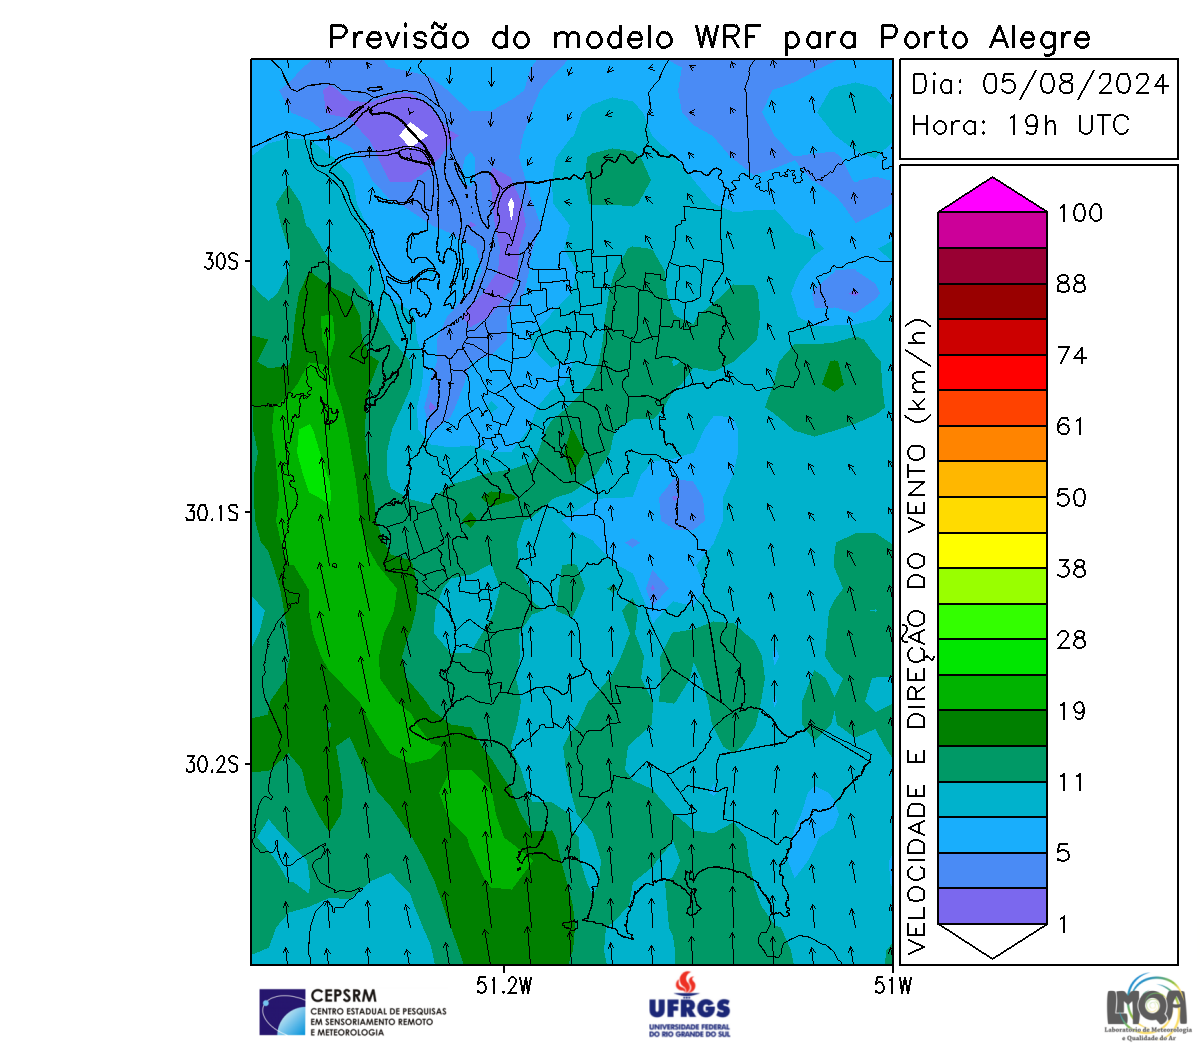 Previsão do modelo WRF para Porto Alegre
Dia: 05/08/2024
Hora: 19h UTC
30S
30.1S
30.2S
51.2W
51W
VELOCIDADE E DIREÇÃO DO VENTO (km/h)
100
88
74
61
50
38
28
19
11
5
1
CEPSRM
CENTRO ESTADUAL DE PESQUISAS
EM SENSORIAMENTO REMOTO
E METEOROLOGIA
UFRGS
UNIVERSIDADE FEDERAL
DO RIO GRANDE DO SUL
LMQA
Laboratório de Meteorologia
e Qualidade do Ar